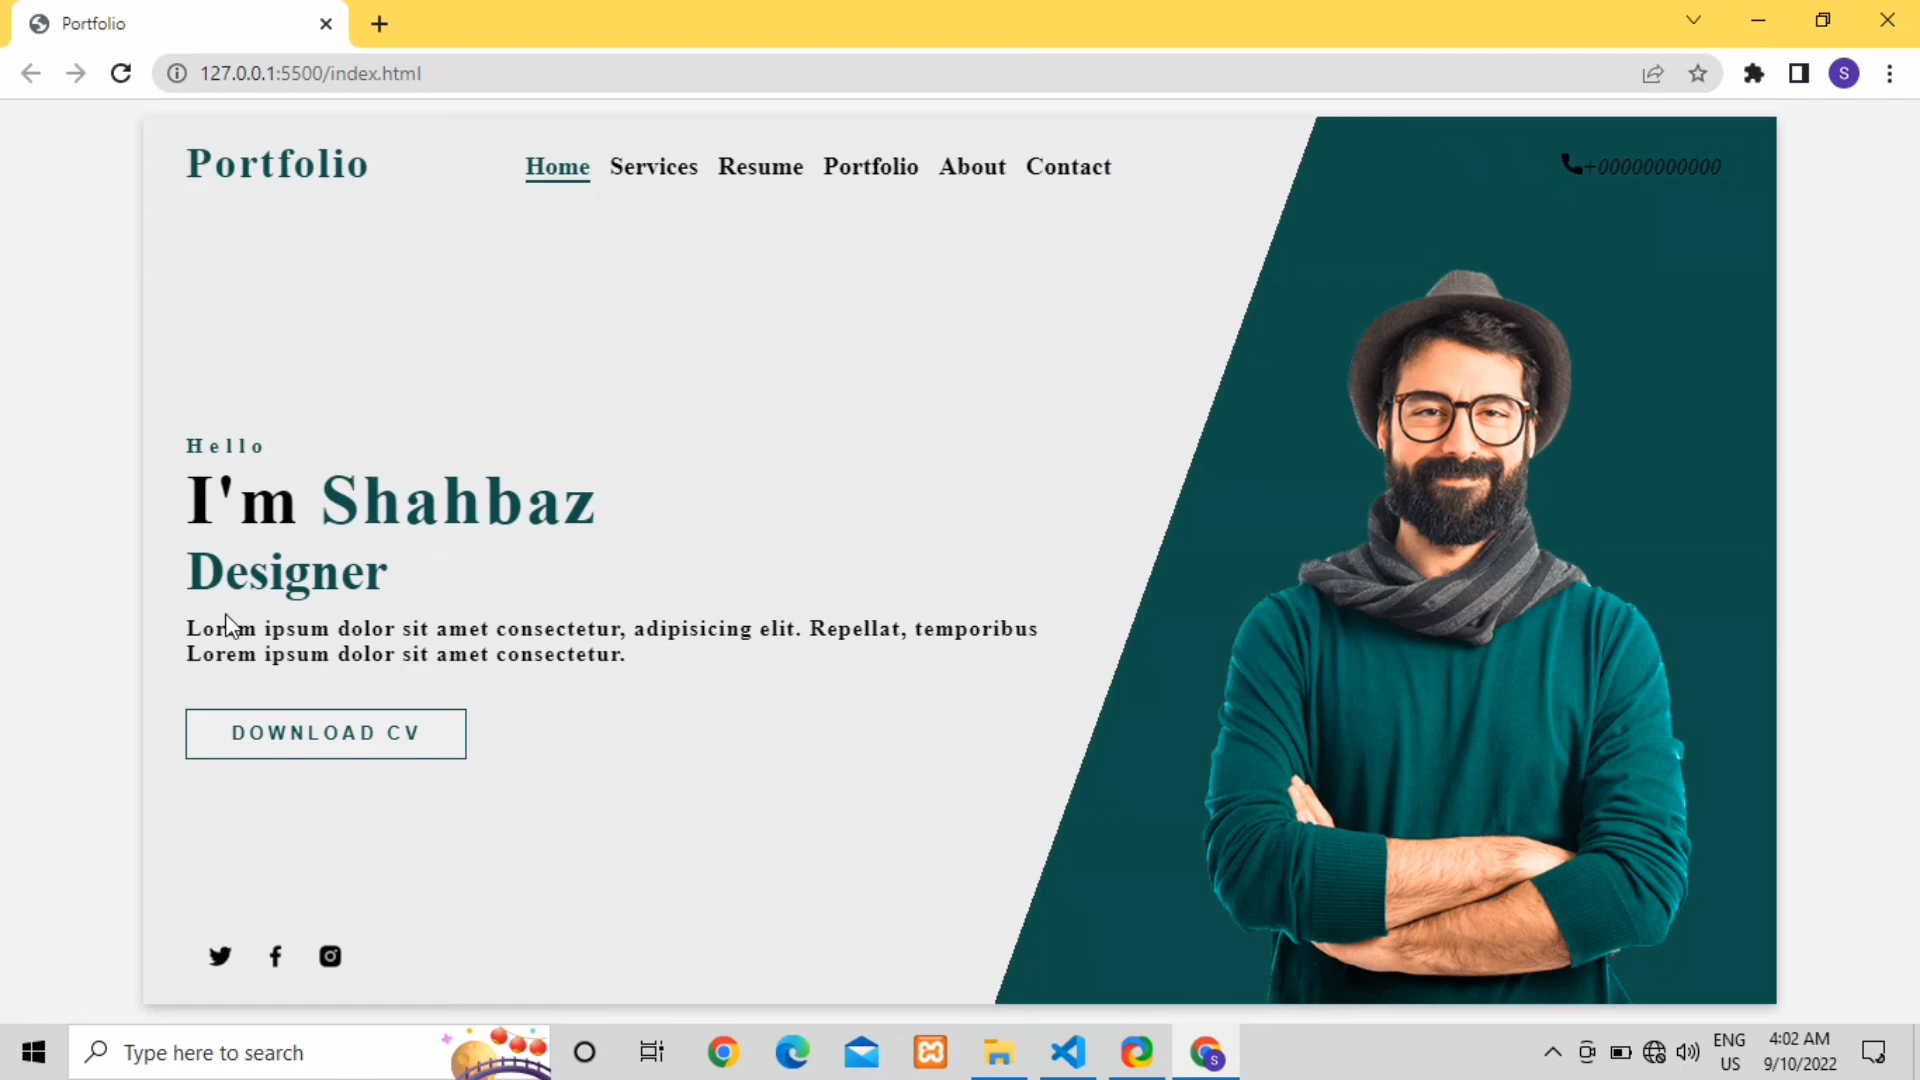 Portfolio
127.0.0.1:5500/index.html
S
Portfolio
Home Services Resume Portfolio About Contact
+00000000000
Hello
I'm Shahbaz
Designer
Lorem ipsum dolor sit amet consectetur, adipisicing elit. Repellat, temporibus
Lorem ipsum dolor sit amet consectetur.
DOWNLOAD CV
Type here to search
S
ENG
US
4:02 AM
9/10/2022